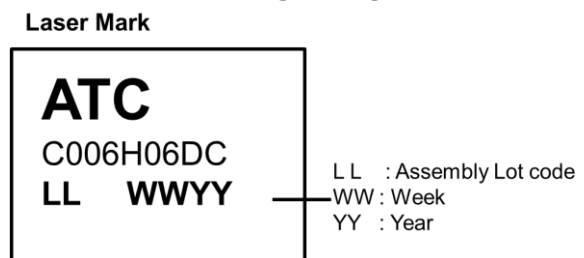 Laser Mark
ATC
C006H06DC
LL WWYY
L L : Assembly Lot code
WW : Week
YY : Year